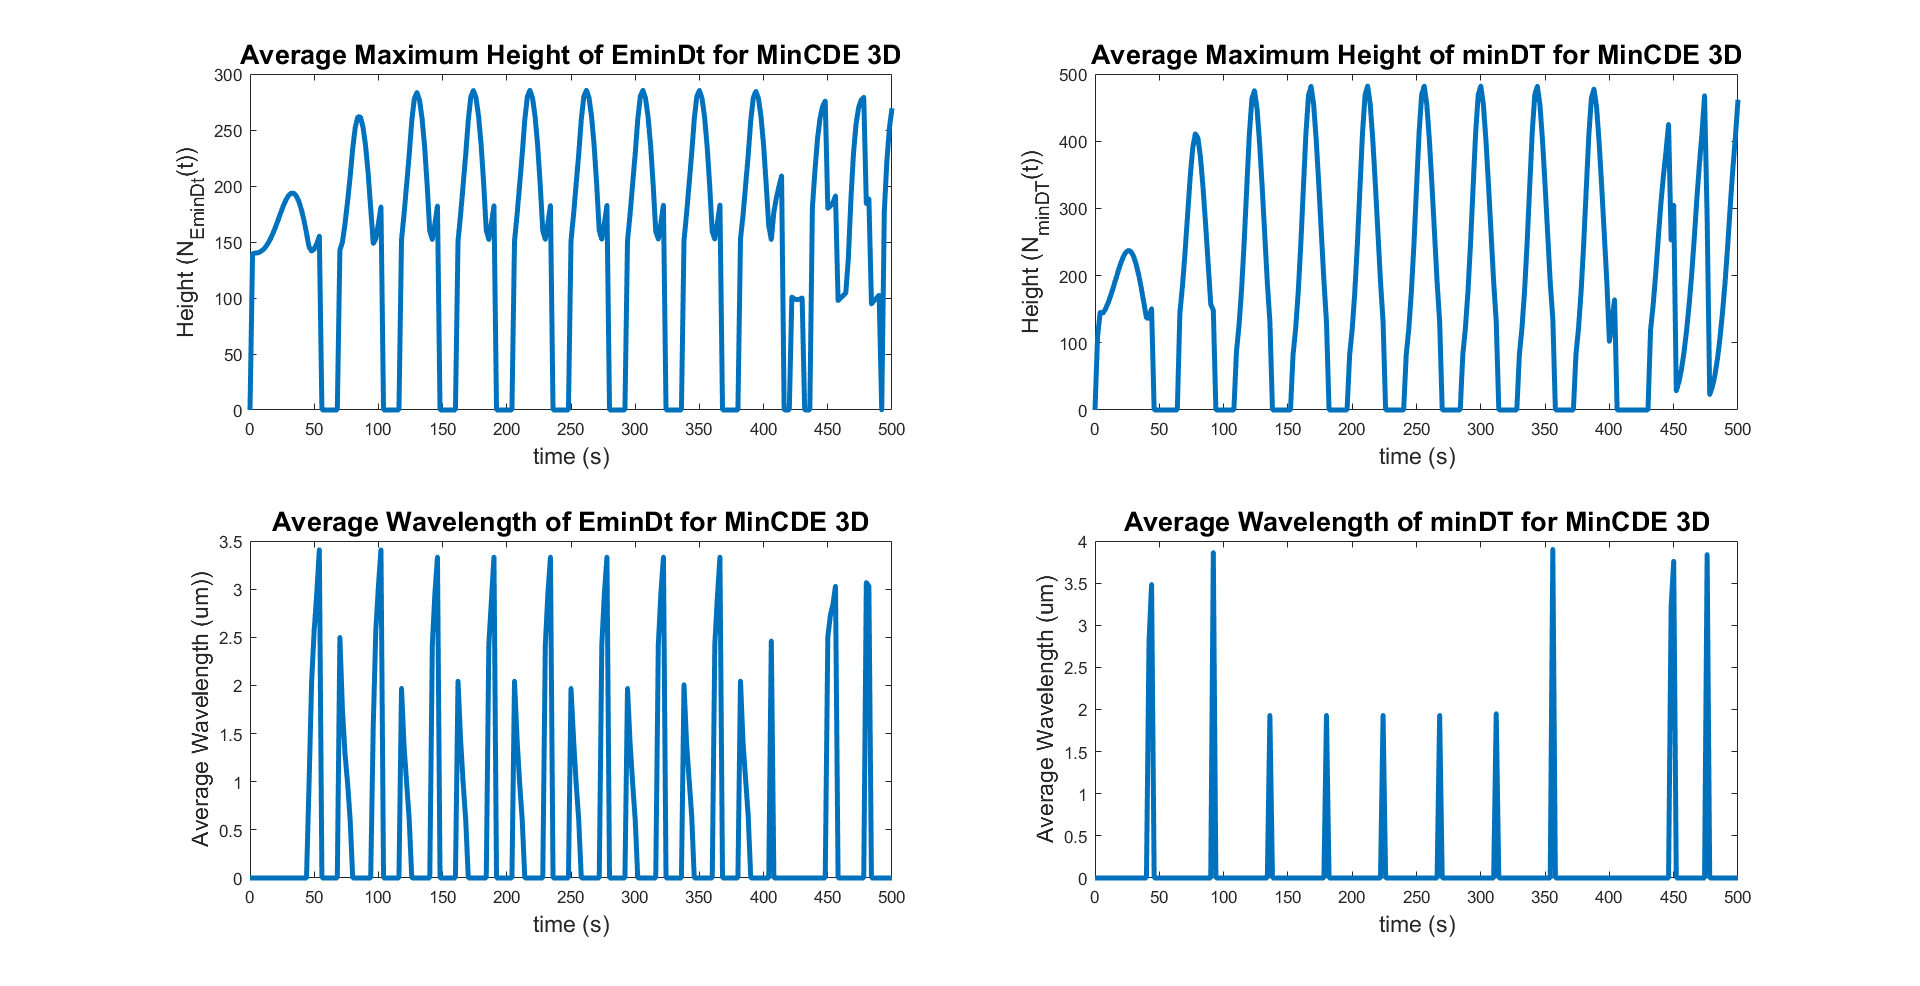 Average Maximum Height of EminDt for MinCDE 3D
Height (N_EminDt(t))
300
250
200
150
100
50
0
0 50 100 150 200 250 300 350 400 450 500
time (s)
Average Maximum Height of minDT for MinCDE 3D
Height (N_minDT(t))
500
400
300
200
100
0
0 50 100 150 200 250 300 350 400 450 500
time (s)
Average Wavelength of EminDt for MinCDE 3D
Average Wavelength (um))
3.5
3
2.5
2
1.5
1
0.5
0
0 50 100 150 200 250 300 350 400 450 500
time (s)
Average Wavelength of minDT for MinCDE 3D
Average Wavelength (um)
4
3.5
3
2.5
2
1.5
1
0.5
0
0 50 100 150 200 250 300 350 400 450 500
time (s)